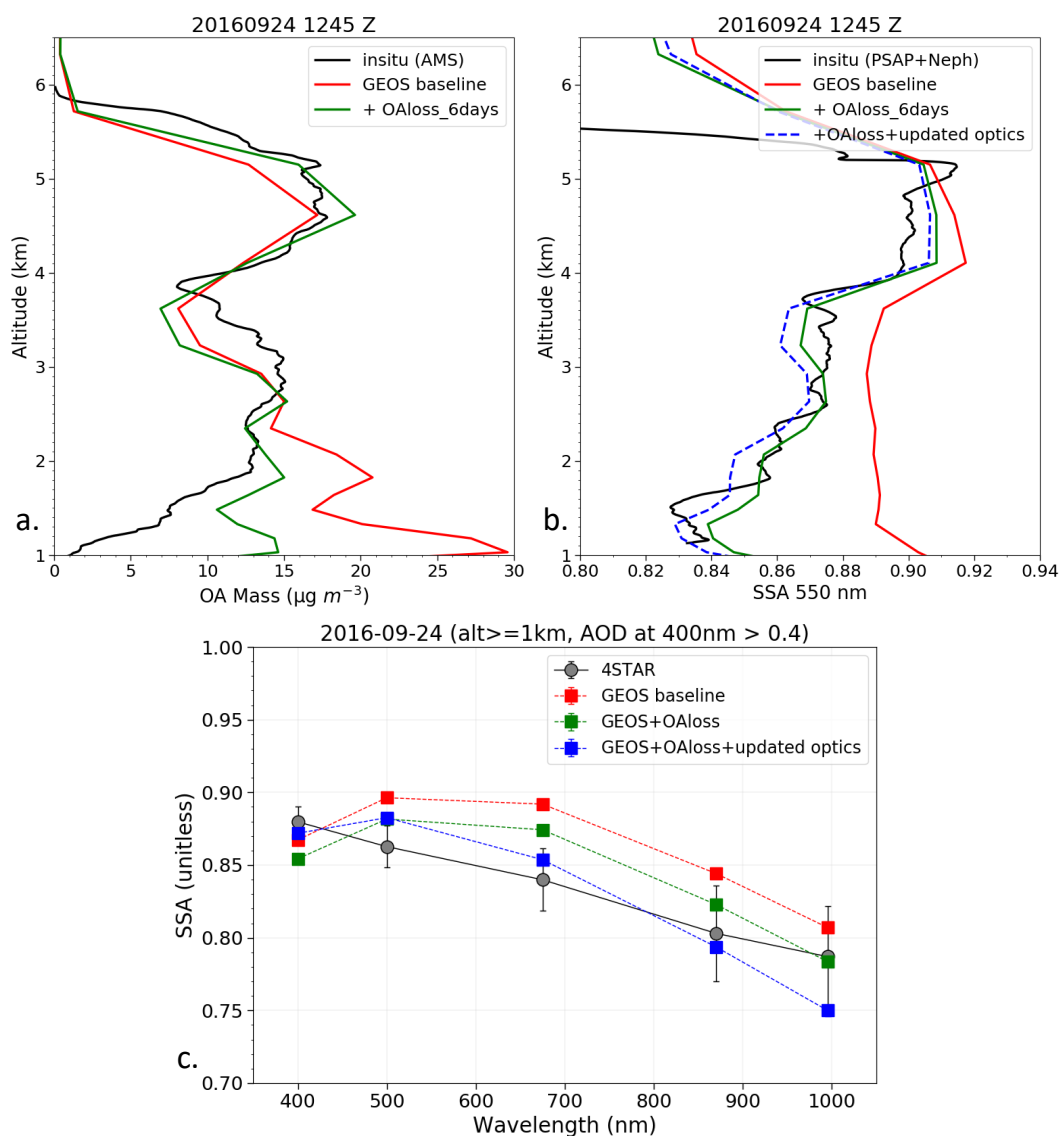 20160924 1245 Z
insitu (AMS)
GEOS baseline
+ OAloss_6days
Altitude (km)
6
5
4
3
2
1
a.
0 5 10 15 20 25 30
OA Mass (μg m⁻³)
20160924 1245 Z
insitu (PSAP+Neph)
GEOS baseline
+ OAloss_6days
+OAloss+updated optics
Altitude (km)
6
5
4
3
2
1
b.
0.80 0.82 0.84 0.86 0.88 0.90 0.92 0.94
SSA 550 nm
2016-09-24 (alt>=1km, AOD at 400nm > 0.4)
4STAR
GEOS baseline
GEOS+OAloss
GEOS+OAloss+updated optics
SSA (unitless)
1.00
0.95
0.90
0.85
0.80
0.75
0.70
c.
400 500 600 700 800 900 1000
Wavelength (nm)